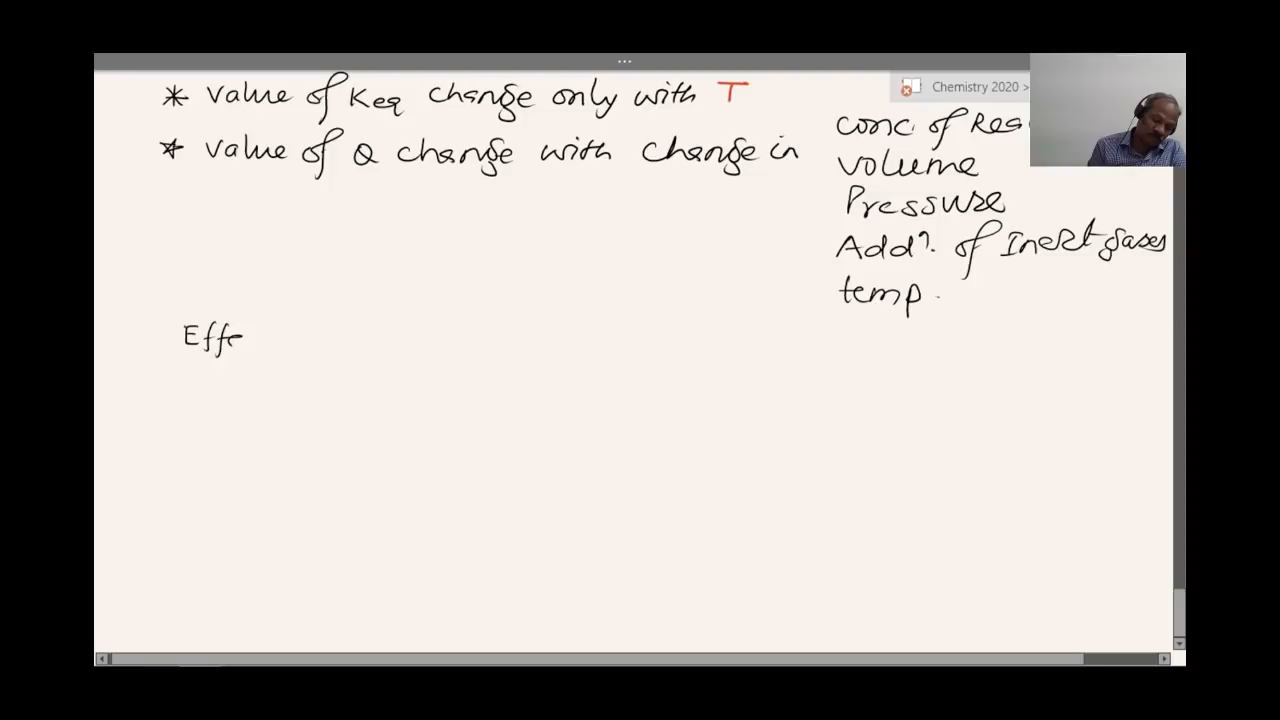 * value of Keq change only with T
Chemistry 2020 >
* value of Q change with change in
conc. of Rea
volume
Pressure
Add?. of Inert gases
temp.
Effe